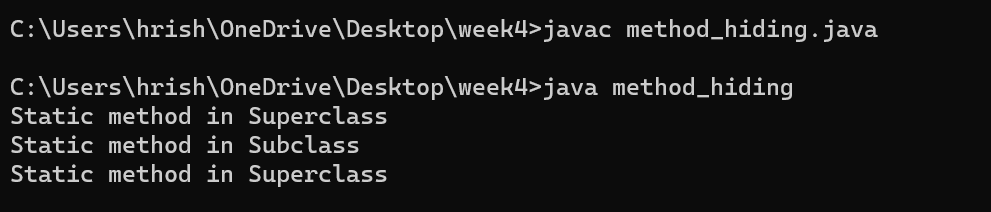 C:\Users\hrish\OneDrive\Desktop\week4>javac method_hiding.java
C:\Users\hrish\OneDrive\Desktop\week4>java method_hiding
Static method in Superclass
Static method in Subclass
Static method in Superclass